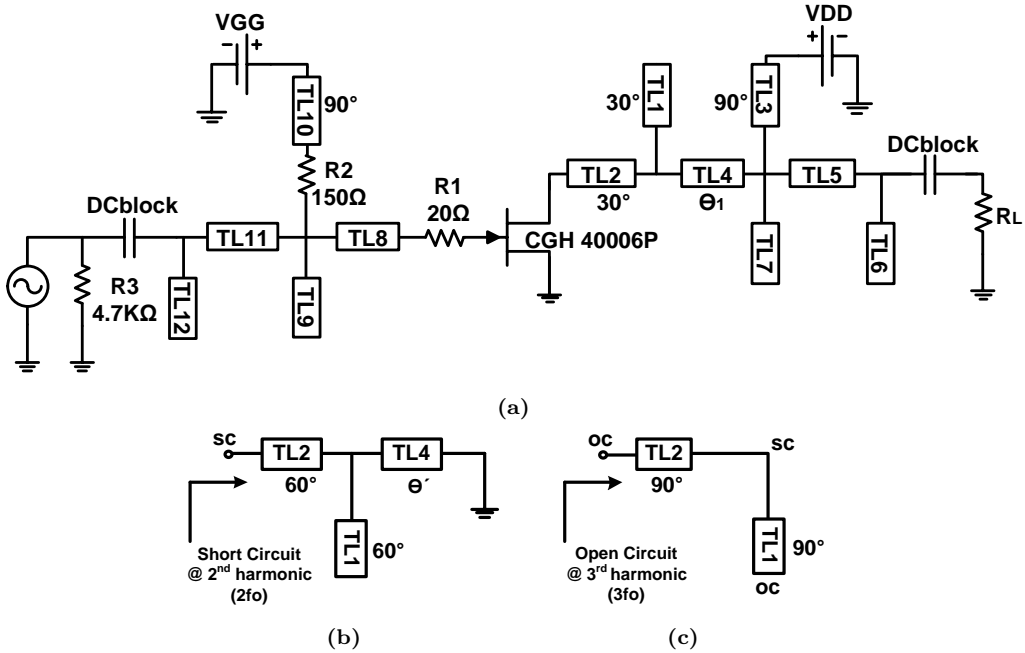 VGG
- +
TL10
90°
R2
150Ω
R1
20Ω
DCblock
TL11
TL8
R3
4.7KΩ
TL12
TL9
CGH 40006P
VDD
+ -
30°
TL1
90°
TL3
DCblock
TL2
30°
TL4
Θ1
TL5
TL7
TL6
RL
(a)
sc
TL2
60°
TL4
Θ´
TL1
60°
Short Circuit
@ 2nd harmonic
(2fo)
(b)
oc
TL2
90°
sc
TL1
90°
oc
Open Circuit
@ 3rd harmonic
(3fo)
(c)